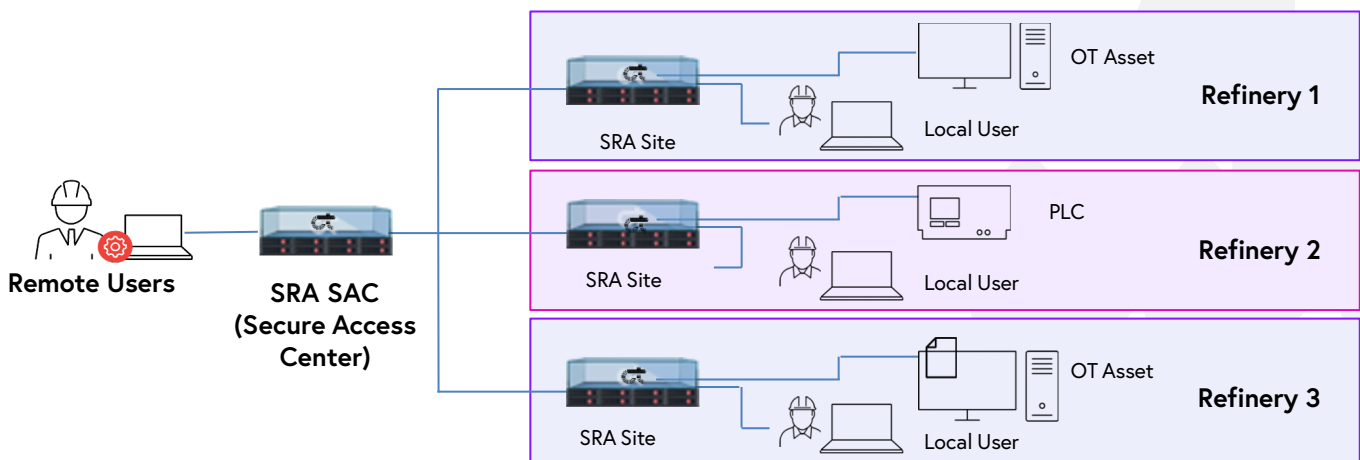 Remote Users
SRA SAC
(Secure Access
Center)
SRA Site
OT Asset
Local User
Refinery 1
SRA Site
PLC
Local User
Refinery 2
SRA Site
OT Asset
Local User
Refinery 3